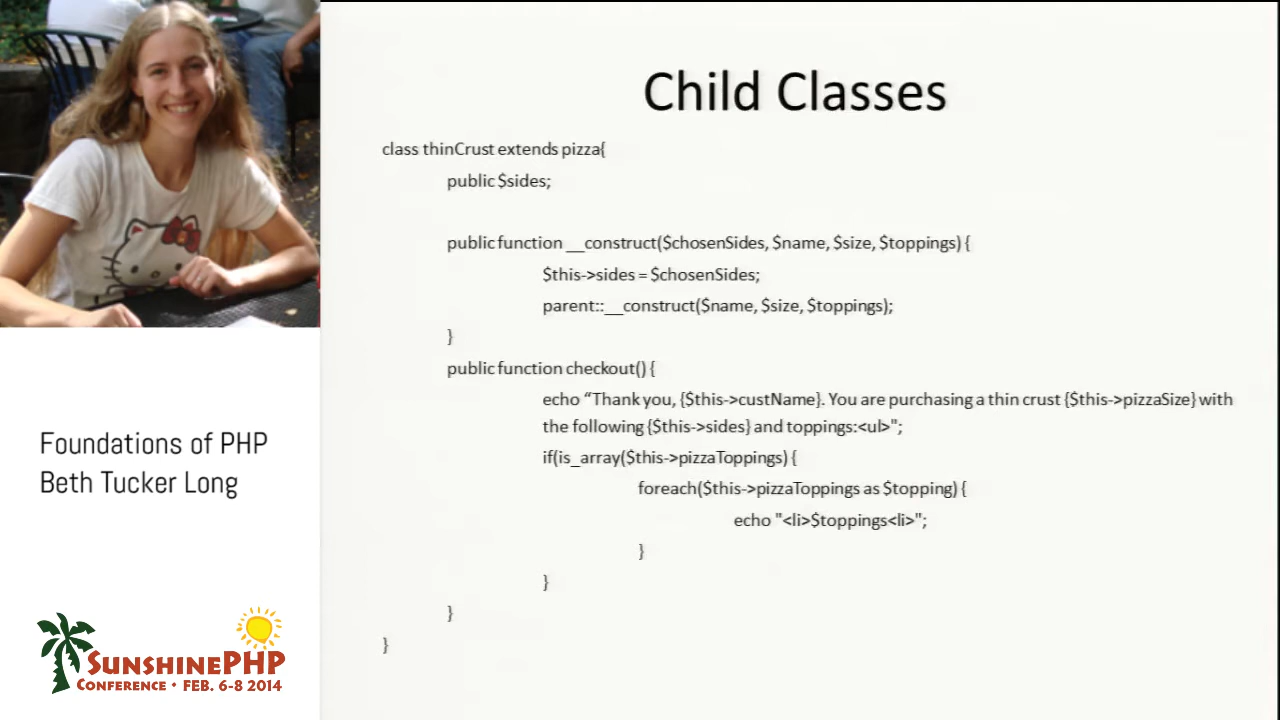 Child Classes
class thinCrust extends pizza{
public $sides;
public function __construct($chosenSides, $name, $size, $toppings) {
$this->sides = $chosenSides;
parent::__construct($name, $size, $toppings);
}
public function checkout() {
echo “Thank you, {$this->custName}. You are purchasing a thin crust {$this->pizzaSize} with
the following {$this->sides} and toppings:<ul>";
if(is_array($this->pizzaToppings) {
foreach($this->pizzaToppings as $topping) {
echo "<li>$toppings<li>";
}
}
}
}
Foundations of PHP
Beth Tucker Long
SUNSHINEPHP
CONFERENCE • FEB. 6-8 2014